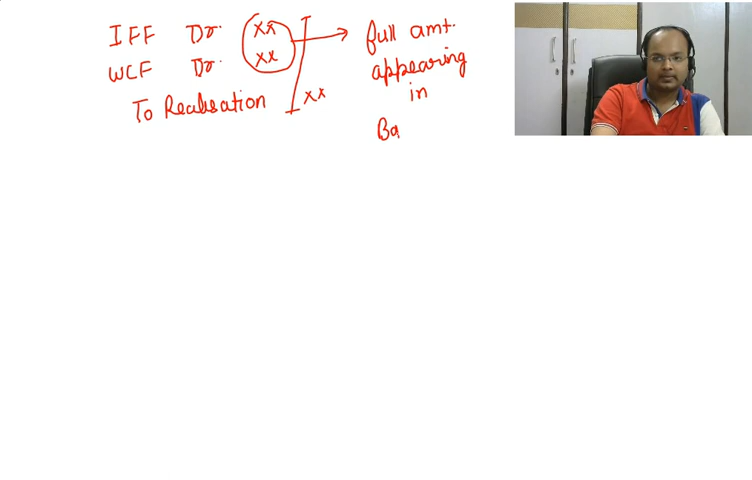 IFF Dr. xx
WCF Dr. xx
To Realisation xx
full amt.
appearing
in
Ba